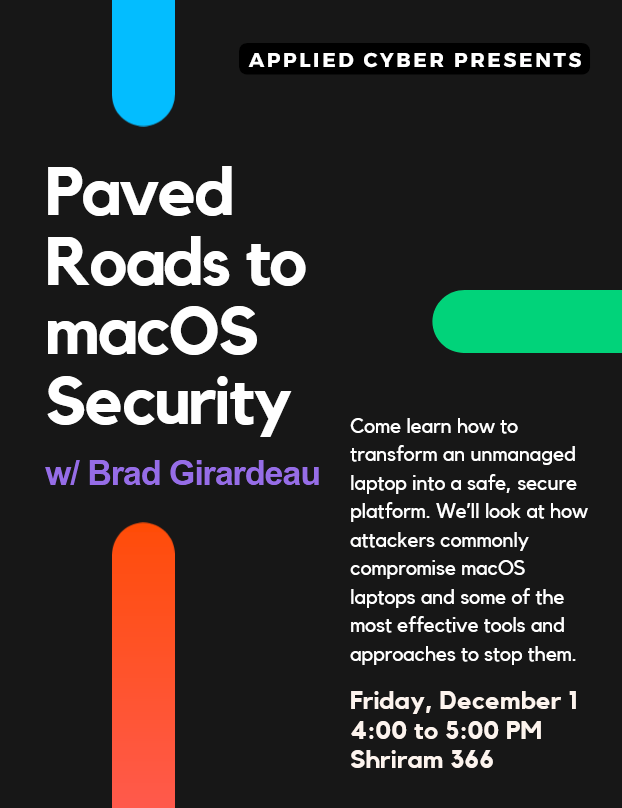 APPLIED CYBER PRESENTS
Paved
Roads to
macOS
Security
w/ Brad Girardeau
Come learn how to
transform an unmanaged
laptop into a safe, secure
platform. We'll look at how
attackers commonly
compromise macOS
laptops and some of the
most effective tools and
approaches to stop them.
Friday, December 1
4:00 to 5:00 PM
Shriram 366